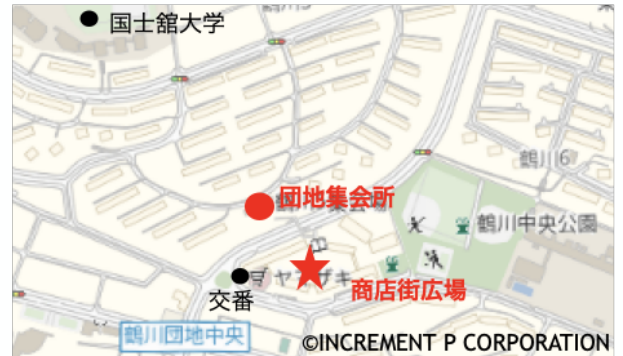 国士舘大学
鶴川6
団地集会所
鶴川中央公園
ヤマザキ
商店街広場
交番
鶴川団地中央
©INCREMENT P CORPORATION